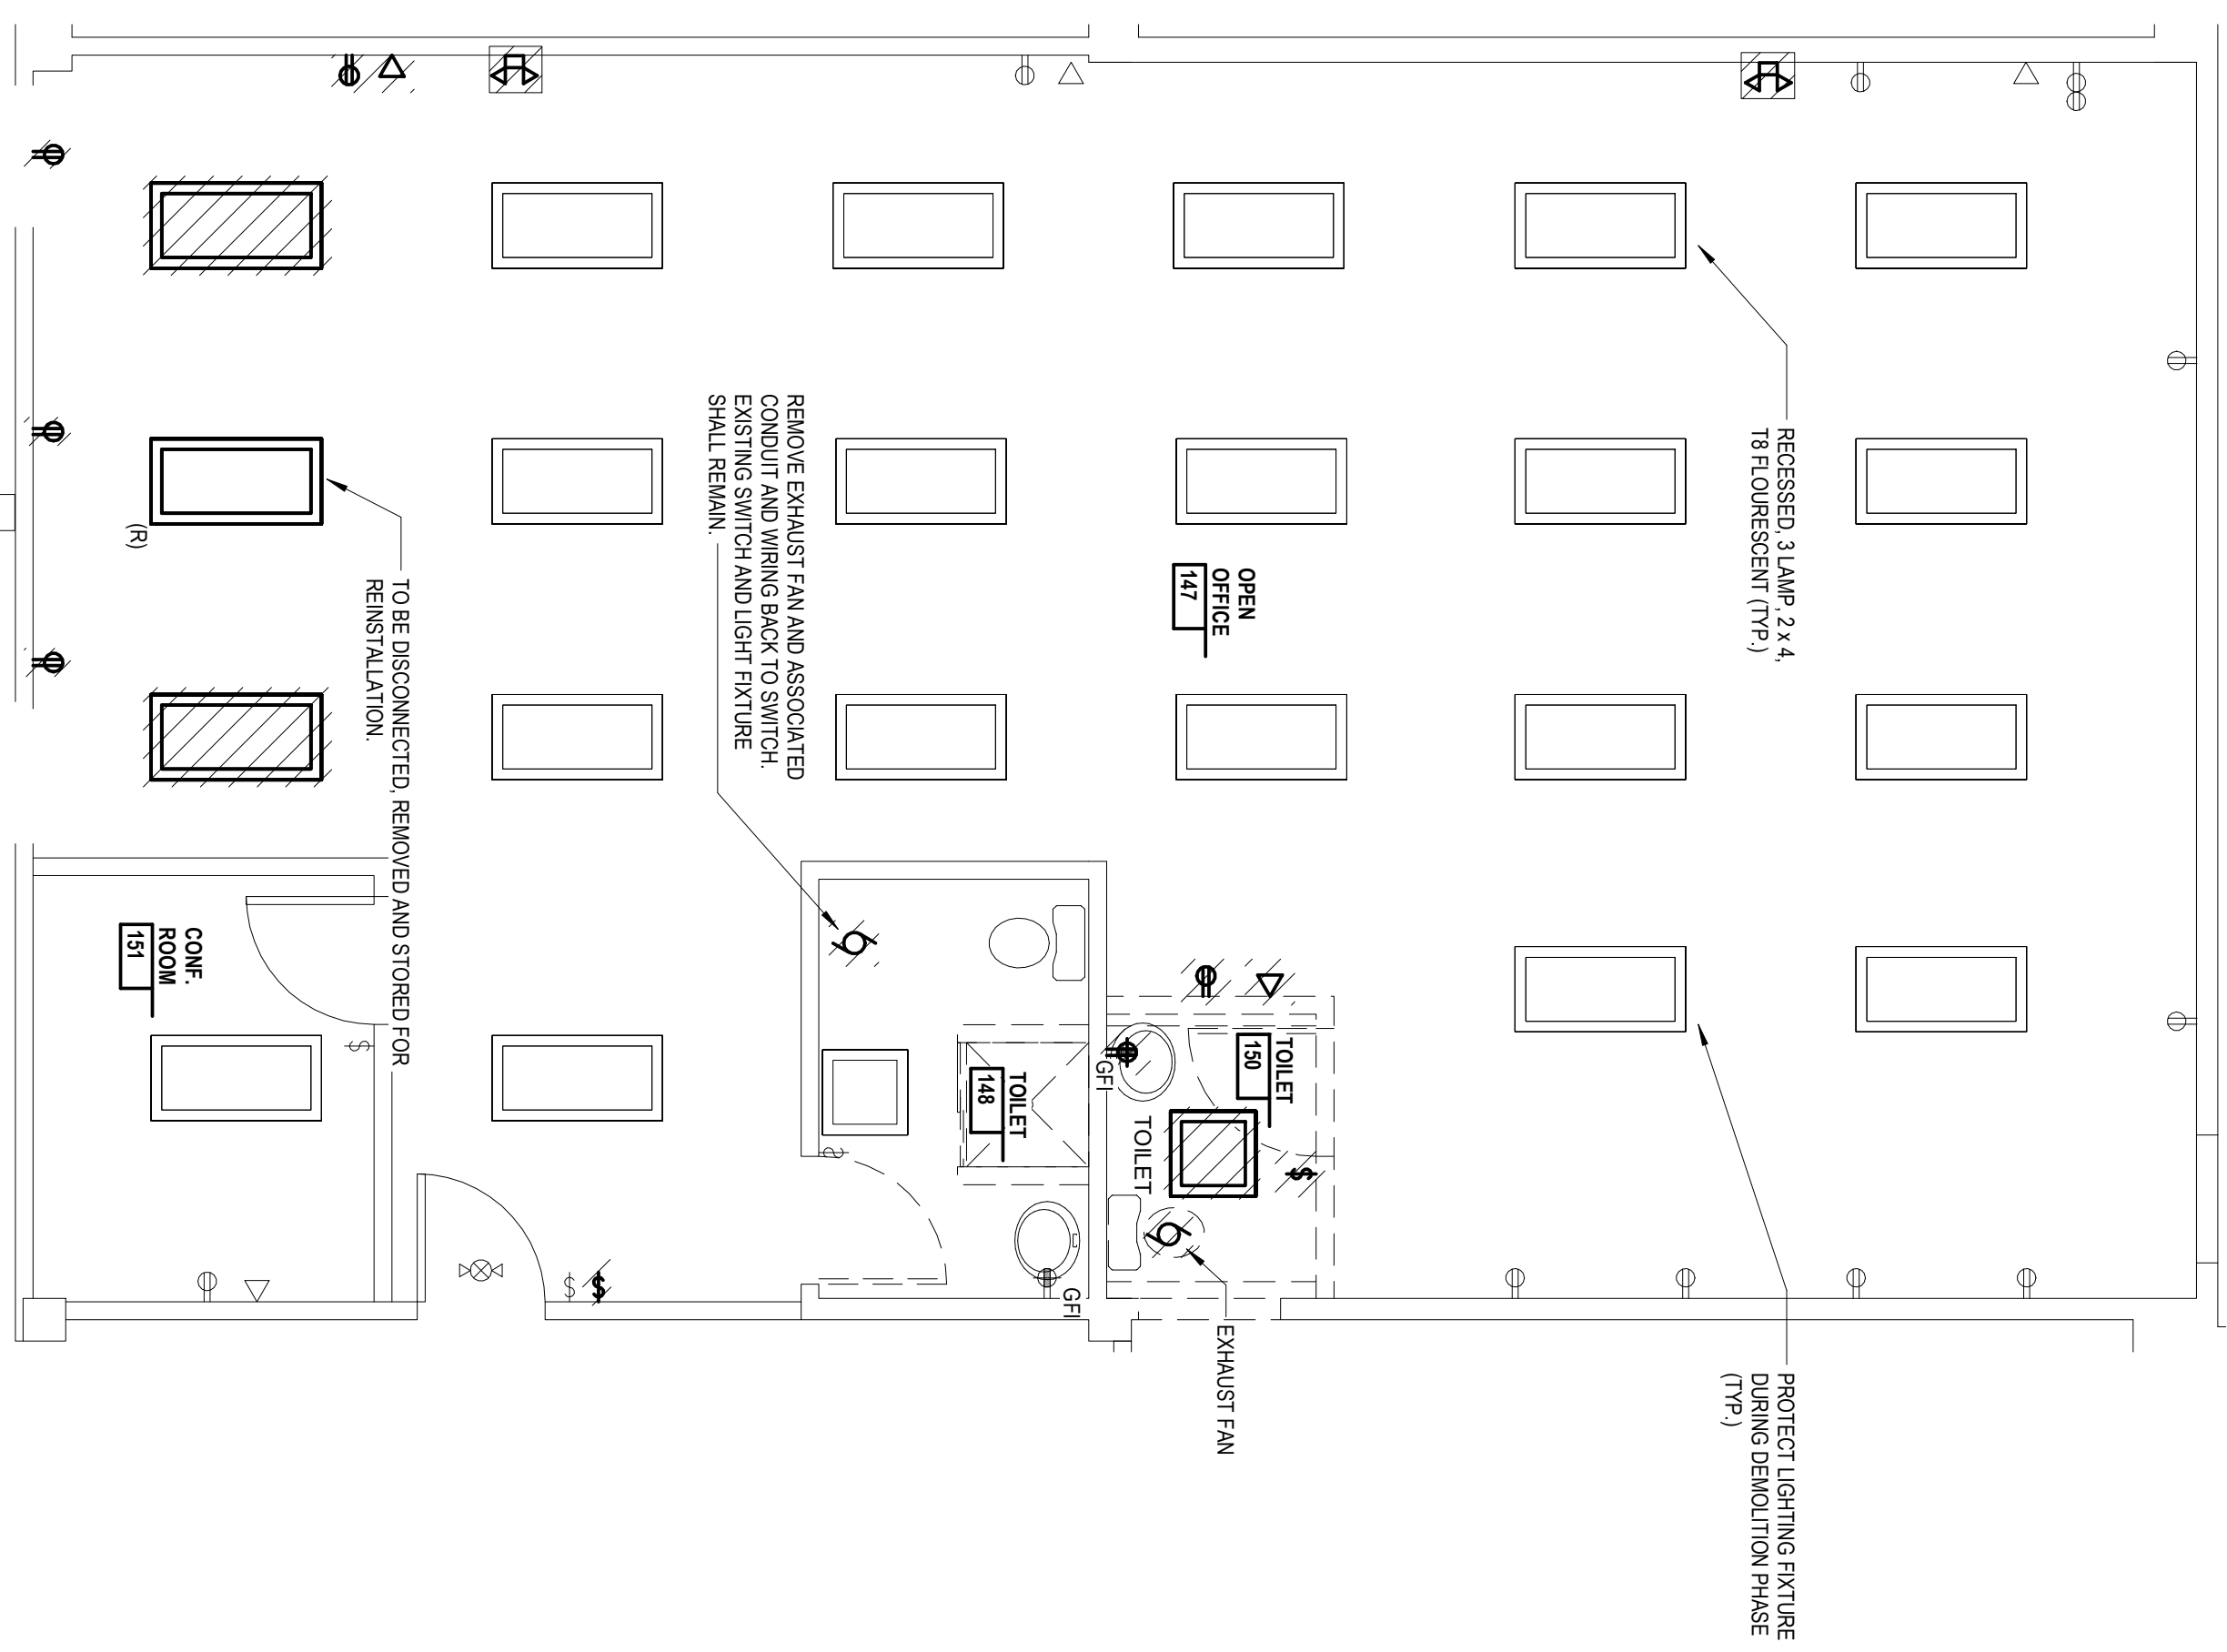 RECESSED, 3 LAMP, 2 x 4,
T8 FLOURESCENT (TYP.)
REMOVE EXHAUST FAN AND ASSOCIATED
CONDUIT AND WIRING BACK TO SWITCH.
EXISTING SWITCH AND LIGHT FIXTURE
SHALL REMAIN.
OPEN
OFFICE
147
(R)
TO BE DISCONNECTED, REMOVED AND STORED FOR
REINSTALLATION.
CONF.
ROOM
151
$
TOILET
150
GFI
TOILET
148
TOILET
$
$
$
$
GFI
EXHAUST FAN
PROTECT LIGHTING FIXTURE
DURING DEMOLITION PHASE
(TYP.)